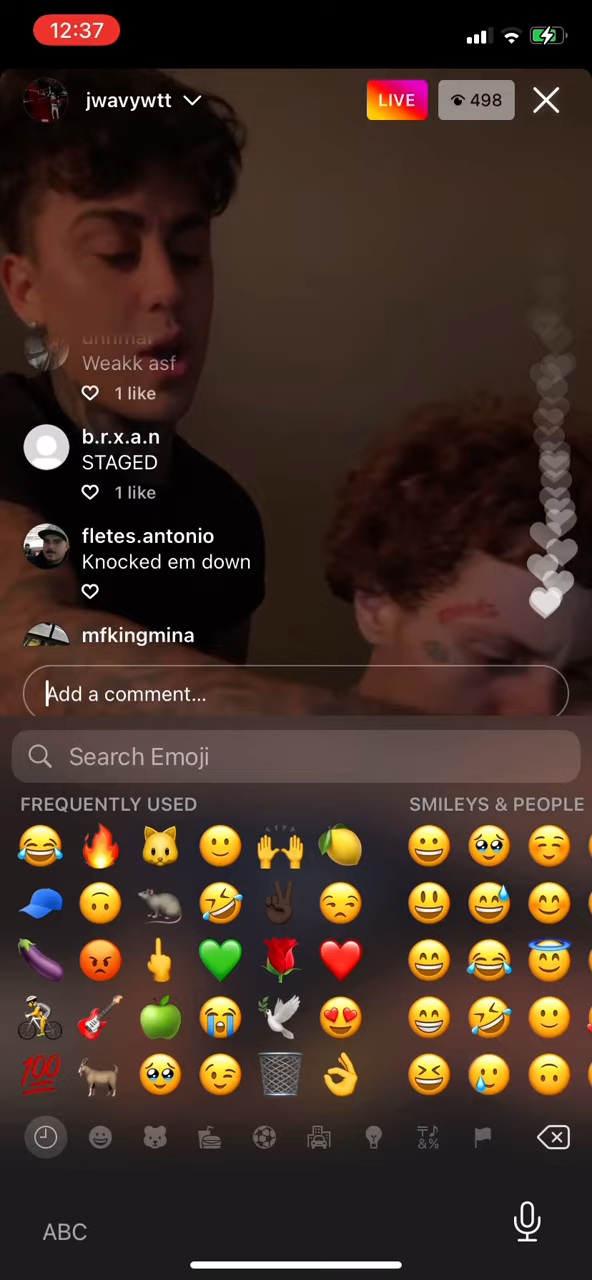 12:37
jwavywtt
LIVE
498
Weakk asf
1 like
b.r.x.a.n
STAGED
1 like
fletes.antonio
Knocked em down
mfkingmina
Add a comment...
Search Emoji
FREQUENTLY USED
SMILEYS & PEOPLE
ABC